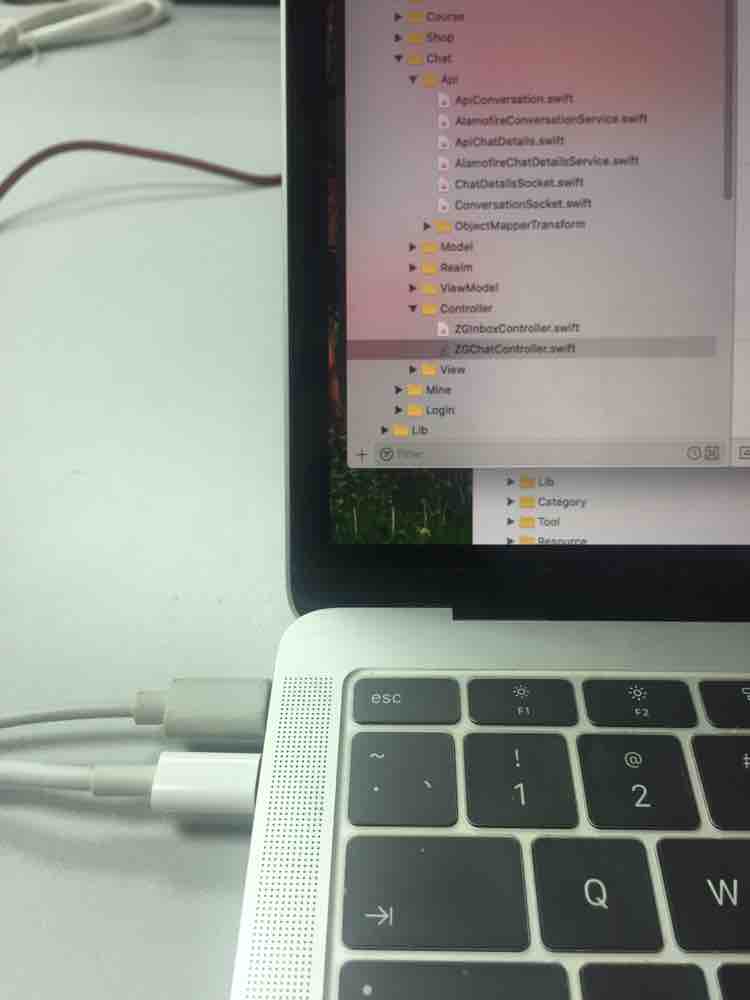 Course
Shop
Chat
Api
ApiConversation.swift
AlamofireConversationService.swift
ApiChatDetails.swift
AlamofireChatDetailsService.swift
ChatDetailsSocket.swift
ConversationSocket.swift
ObjectMapperTransform
Model
Realm
ViewModel
Controller
ZGInboxController.swift
ZGChatController.swift
View
Mine
Login
Lib
+ Filter
Lib
Category
Tool
Resource
esc
F1
F2
~
·
`
!
1
@
2
#
Q
W